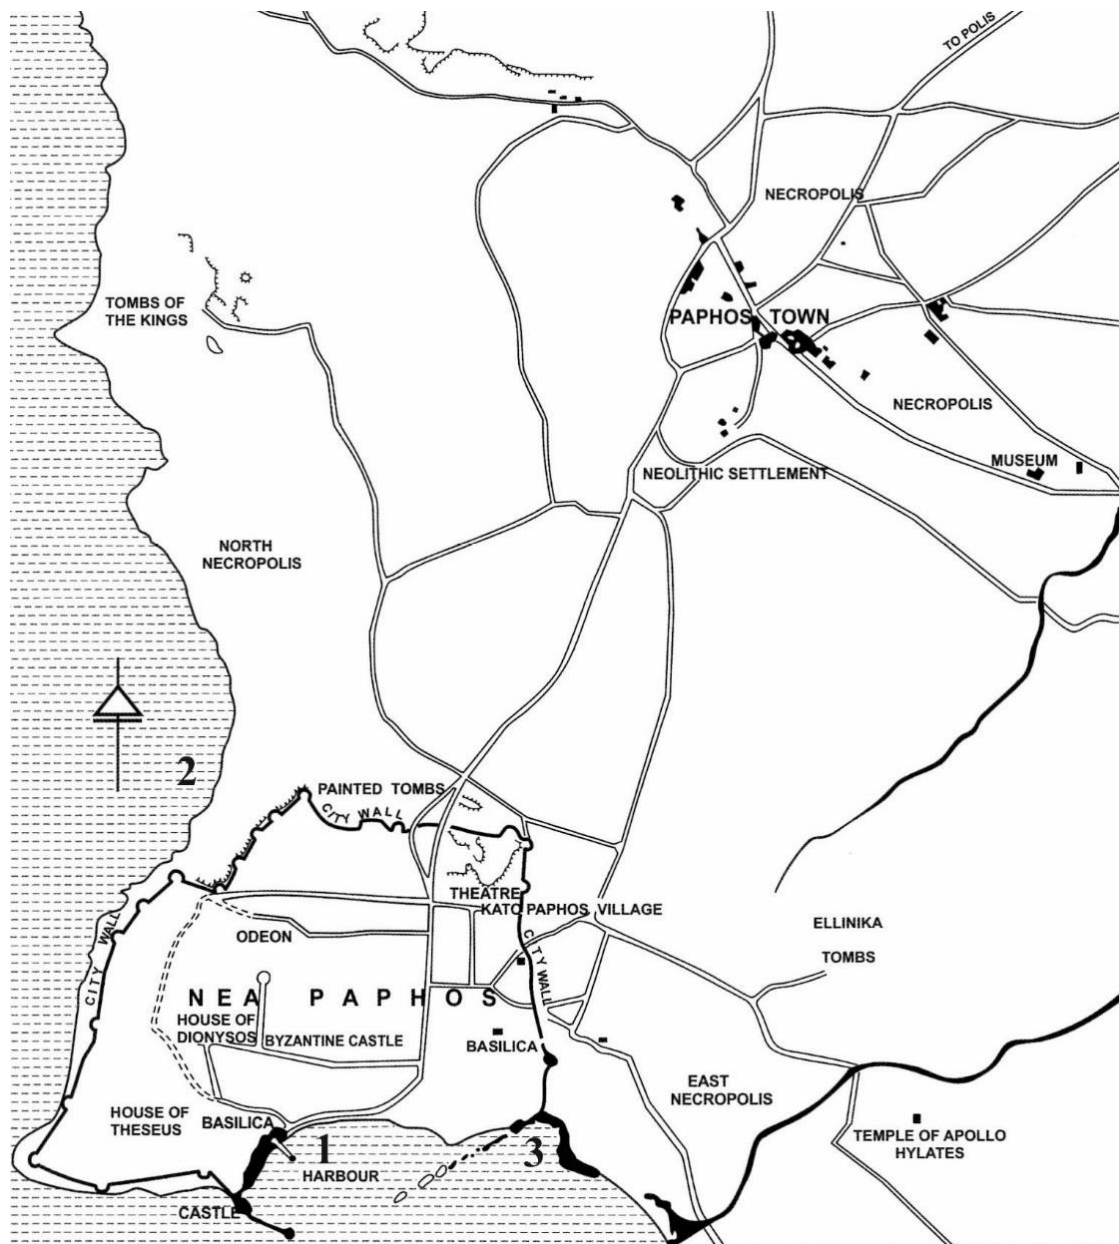 TO POLIS
NECROPOLIS
TOMBS OF
THE KINGS
PAPHOS TOWN
NECROPOLIS
MUSEUM
NEOLITHIC SETTLEMENT
NORTH
NECROPOLIS
2
PAINTED TOMBS
CITY WALL
THEATRE
KATO PAPHOS VILLAGE
CITY WALL
ODEON
CITY WALL
ELLINIKA
TOMBS
NEA PAPHOS
HOUSE OF
DIONYSOS
BYZANTINE CASTLE
BASILICA
EAST
NECROPOLIS
HOUSE OF
THESEUS
BASILICA
1
HARBOUR
3
TEMPLE OF APOLLO
HYLATES
CASTLE